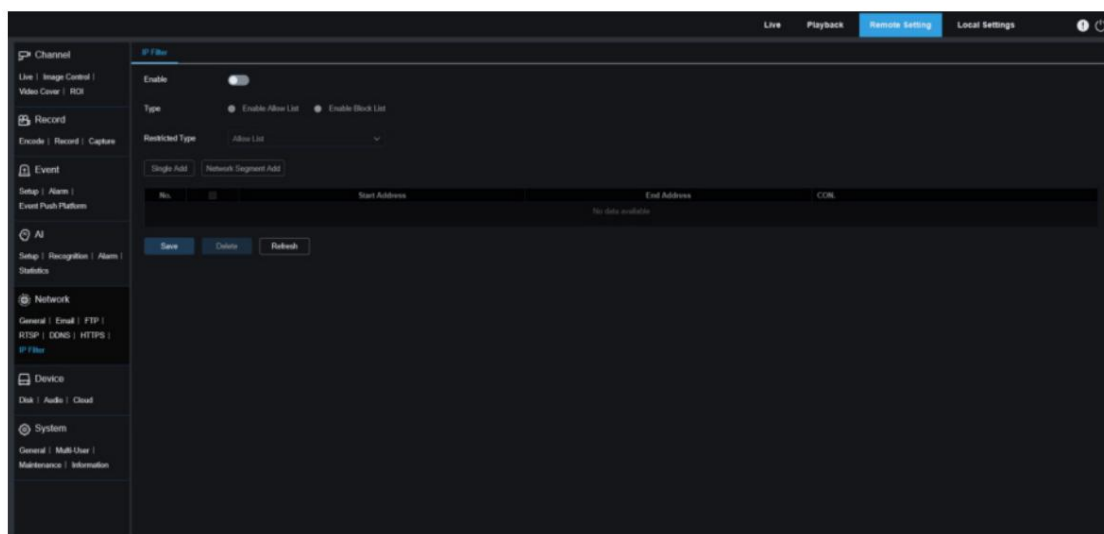 Live Playback Remote Setting Local Settings
Channel
Live | Image Control |
Video Cover | ROI
Record
Encode | Record | Capture
Event
Setup | Alarm |
Event Push Platform
AI
Setup | Recognition | Alarm |
Statistics
Network
General | Email | FTP |
RTSP | DDNS | HTTPS |
IP Filter
Device
Disk | Audio | Cloud
System
General | Multi-User |
Maintenance | Information
IP Filter
Enable
Type Enable Allow List Enable Block List
Restricted Type Allow List
Single Add Network Segment Add
No. Start Address End Address CON.
No data available
Save Delete Refresh